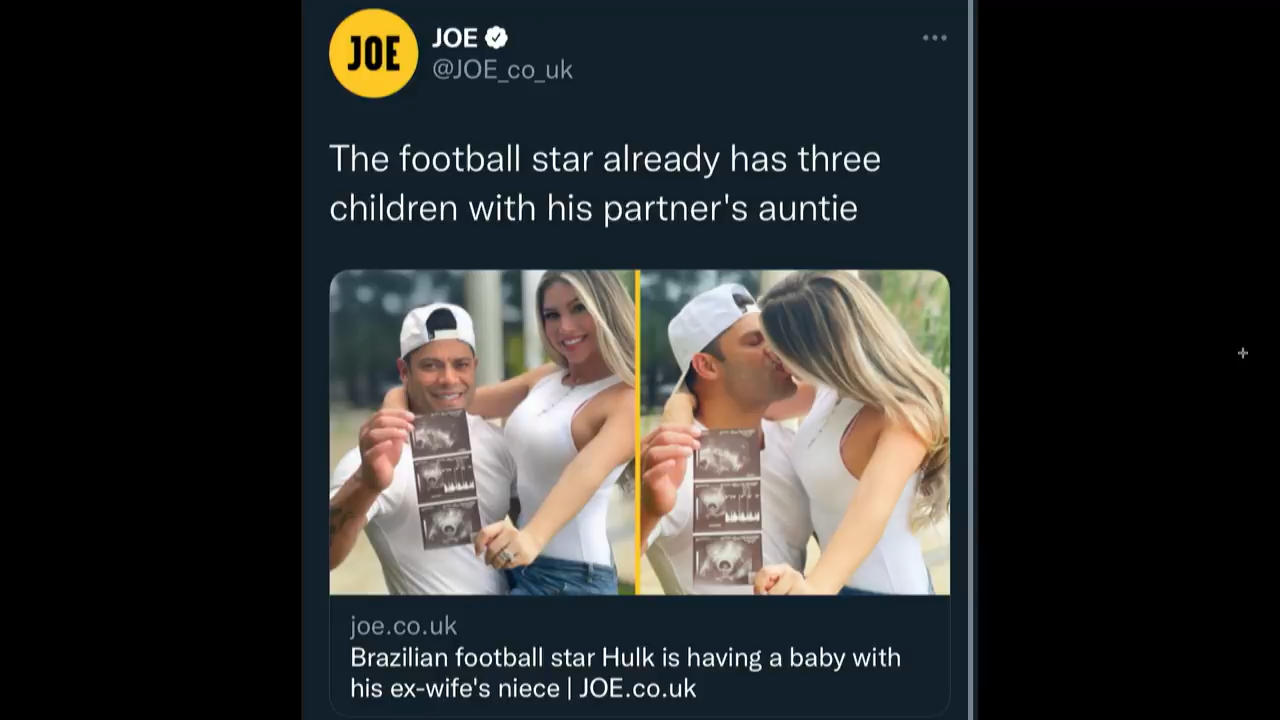 JOE
JOE
@JOE_co_uk
The football star already has three
children with his partner's auntie
joe.co.uk
Brazilian football star Hulk is having a baby with
his ex-wife's niece | JOE.co.uk